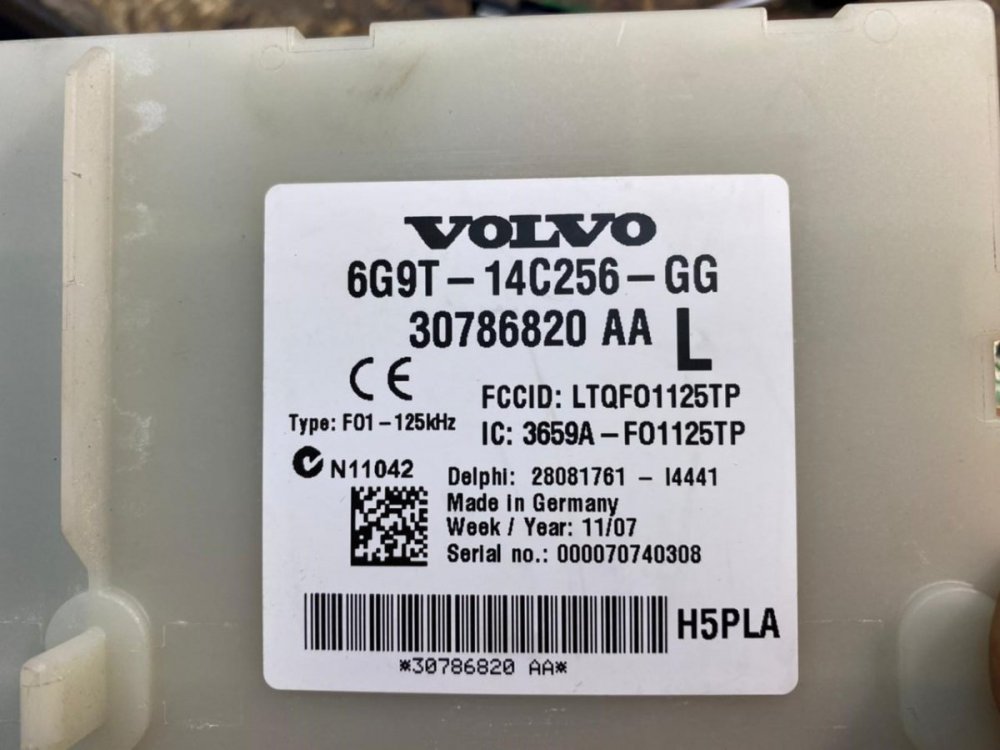 VOLVO
6G9T-14C256-GG
30786820 AA L
CE
FCCID: LTQFO1125TP
Type: F01-125kHz
IC: 3659A-FO1125TP
N11042
Delphi: 28081761 - I4441
Made in Germany
Week / Year: 11/07
Serial no.: 000070740308
H5PLA
*30786820 AA*